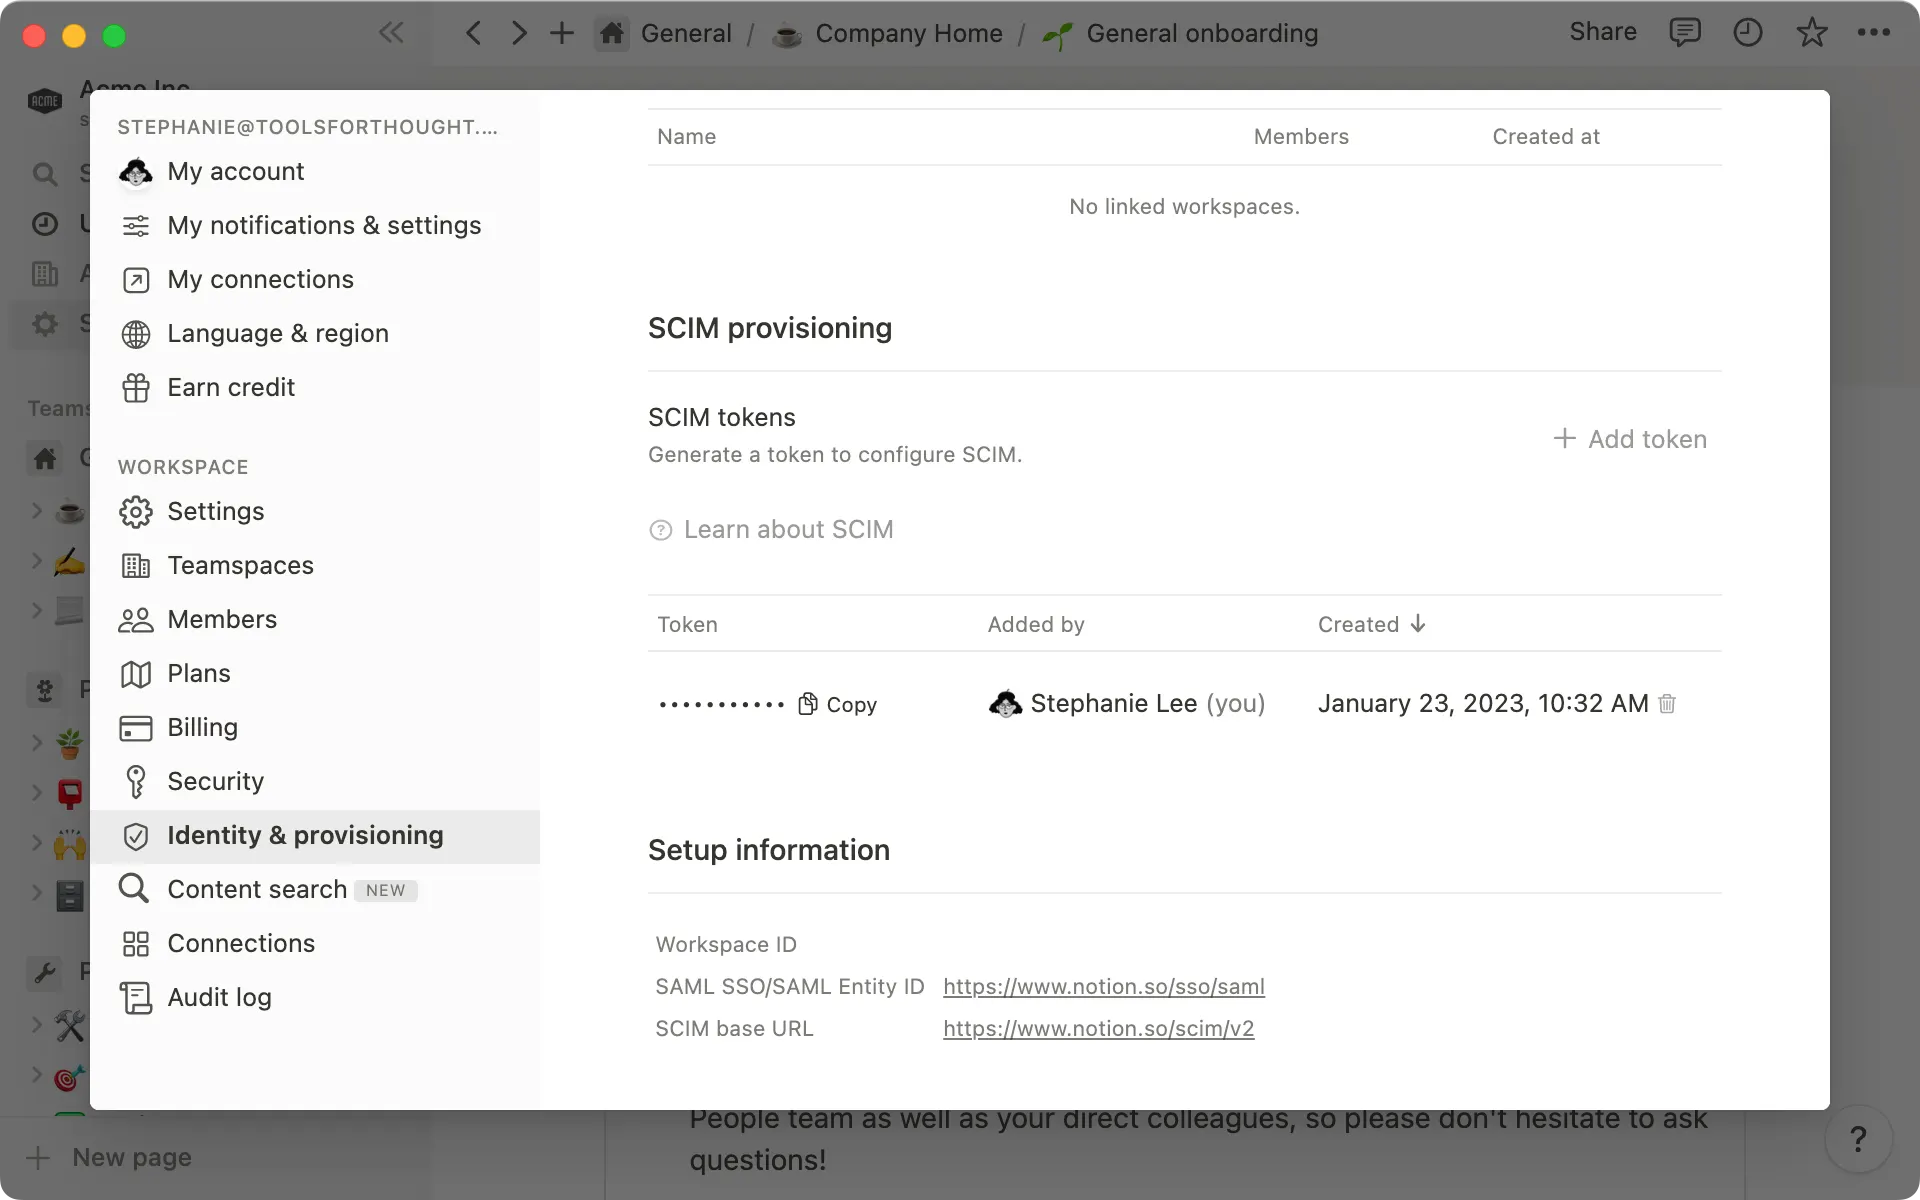 General / Company Home / General onboarding
Share
ACME
Acme Inc
Teams
New page
STEPHANIE@TOOLSFORTHOUGHT....
My account
My notifications & settings
My connections
Language & region
Earn credit
WORKSPACE
Settings
Teamspaces
Members
Plans
Billing
Security
Identity & provisioning
Content search NEW
Connections
Audit log
Name Members Created at
No linked workspaces.
SCIM provisioning
SCIM tokens
Generate a token to configure SCIM.
+ Add token
Learn about SCIM
Token Added by Created ↓
••••••••••• Copy Stephanie Lee (you) January 23, 2023, 10:32 AM
Setup information
Workspace ID
SAML SSO/SAML Entity ID https://www.notion.so/sso/saml
SCIM base URL https://www.notion.so/scim/v2
People team as well as your direct colleagues, so please don't hesitate to ask
questions!
?